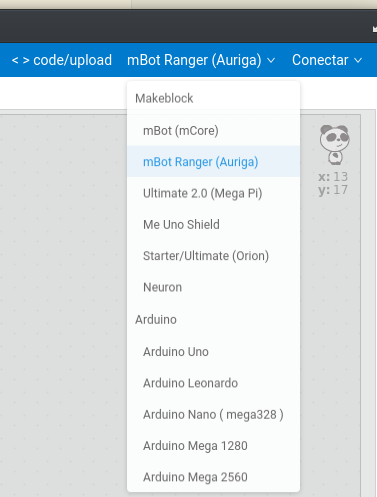 < > code/upload mBot Ranger (Auriga) Conectar
Makeblock
mBot (mCore)
mBot Ranger (Auriga)
Ultimate 2.0 (Mega Pi)
Me Uno Shield
Starter/Ultimate (Orion)
Neuron
Arduino
Arduino Uno
Arduino Leonardo
Arduino Nano ( mega328 )
Arduino Mega 1280
Arduino Mega 2560
x: 13
y: 17